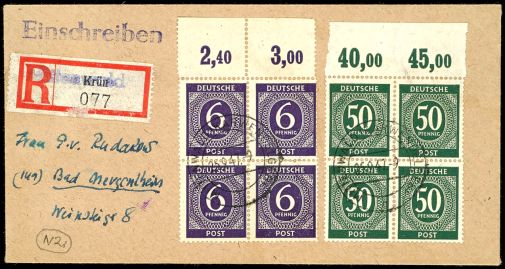 Einschreiben
2,40 3,00 40,00 45,00
R Krün
077
DEUTSCHE DEUTSCHE DEUTSCHE DEUTSCHE
6 6 50 50
PFENNIG PFENNIG PFENNIG PFENNIG
POST POST POST POST
DEUTSCHE DEUTSCHE DEUTSCHE DEUTSCHE
6 6 50 50
PFENNIG PFENNIG PFENNIG PFENNIG
POST POST POST POST
Frau
Bad Mergentheim
8
N2